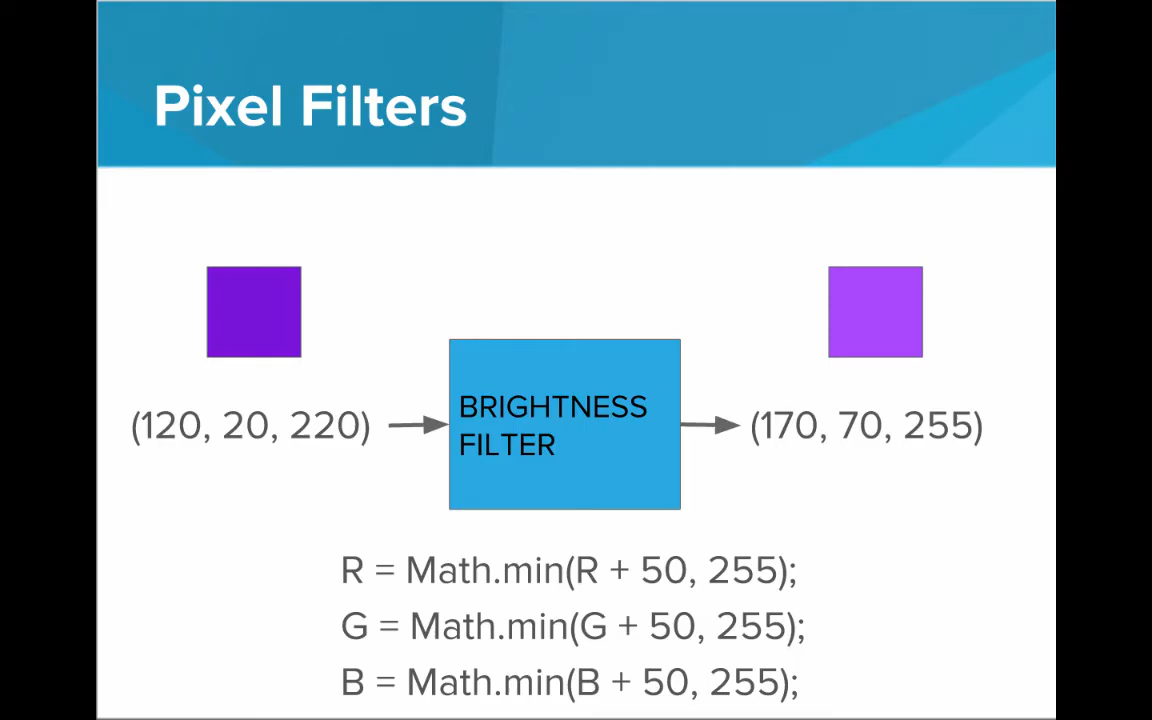 Pixel Filters
BRIGHTNESS
FILTER
(120, 20, 220)
(170, 70, 255)
R = Math.min(R + 50, 255);
G = Math.min(G + 50, 255);
B = Math.min(B + 50, 255);